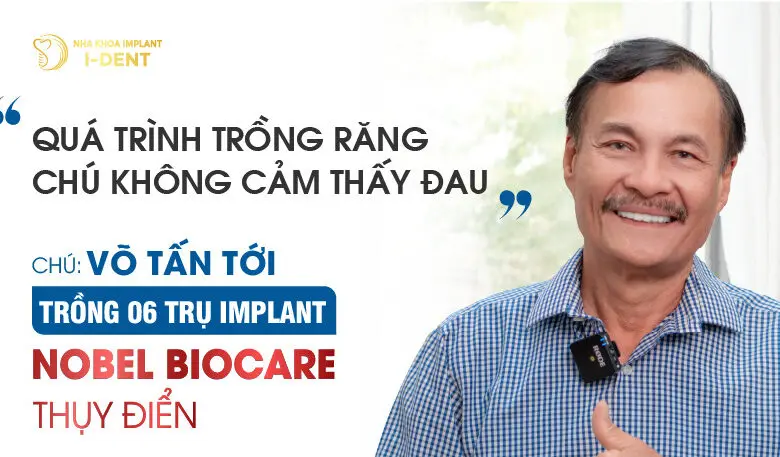 NHA KHOA IMPLANT
I-DENT
“
QUÁ TRÌNH TRỒNG RĂNG
CHÚ KHÔNG CẢM THẤY ĐAU
”
CHÚ: VÕ TẤN TỚI
TRỒNG 06 TRỤ IMPLANT
NOBEL BIOCARE
THỤY ĐIỂN
RODE